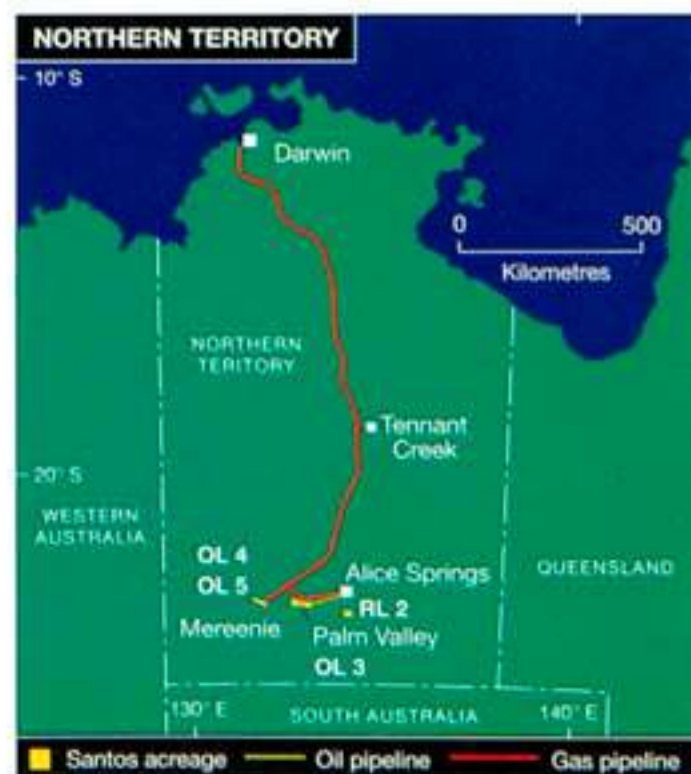 NORTHERN TERRITORY
10° S
Darwin
0 500
Kilometres
NORTHERN
TERITORY
Tennant
Creek
20° S
WESTERN
AUSTRALIA
OL 4
OL 5
Alice Springs
QUEENSLAND
RL 2
Mereenie
Palm Valley
OL 3
130° E
SOUTH AUSTRALIA
140° E
Santos acreage
Oil pipeline
Gas pipeline